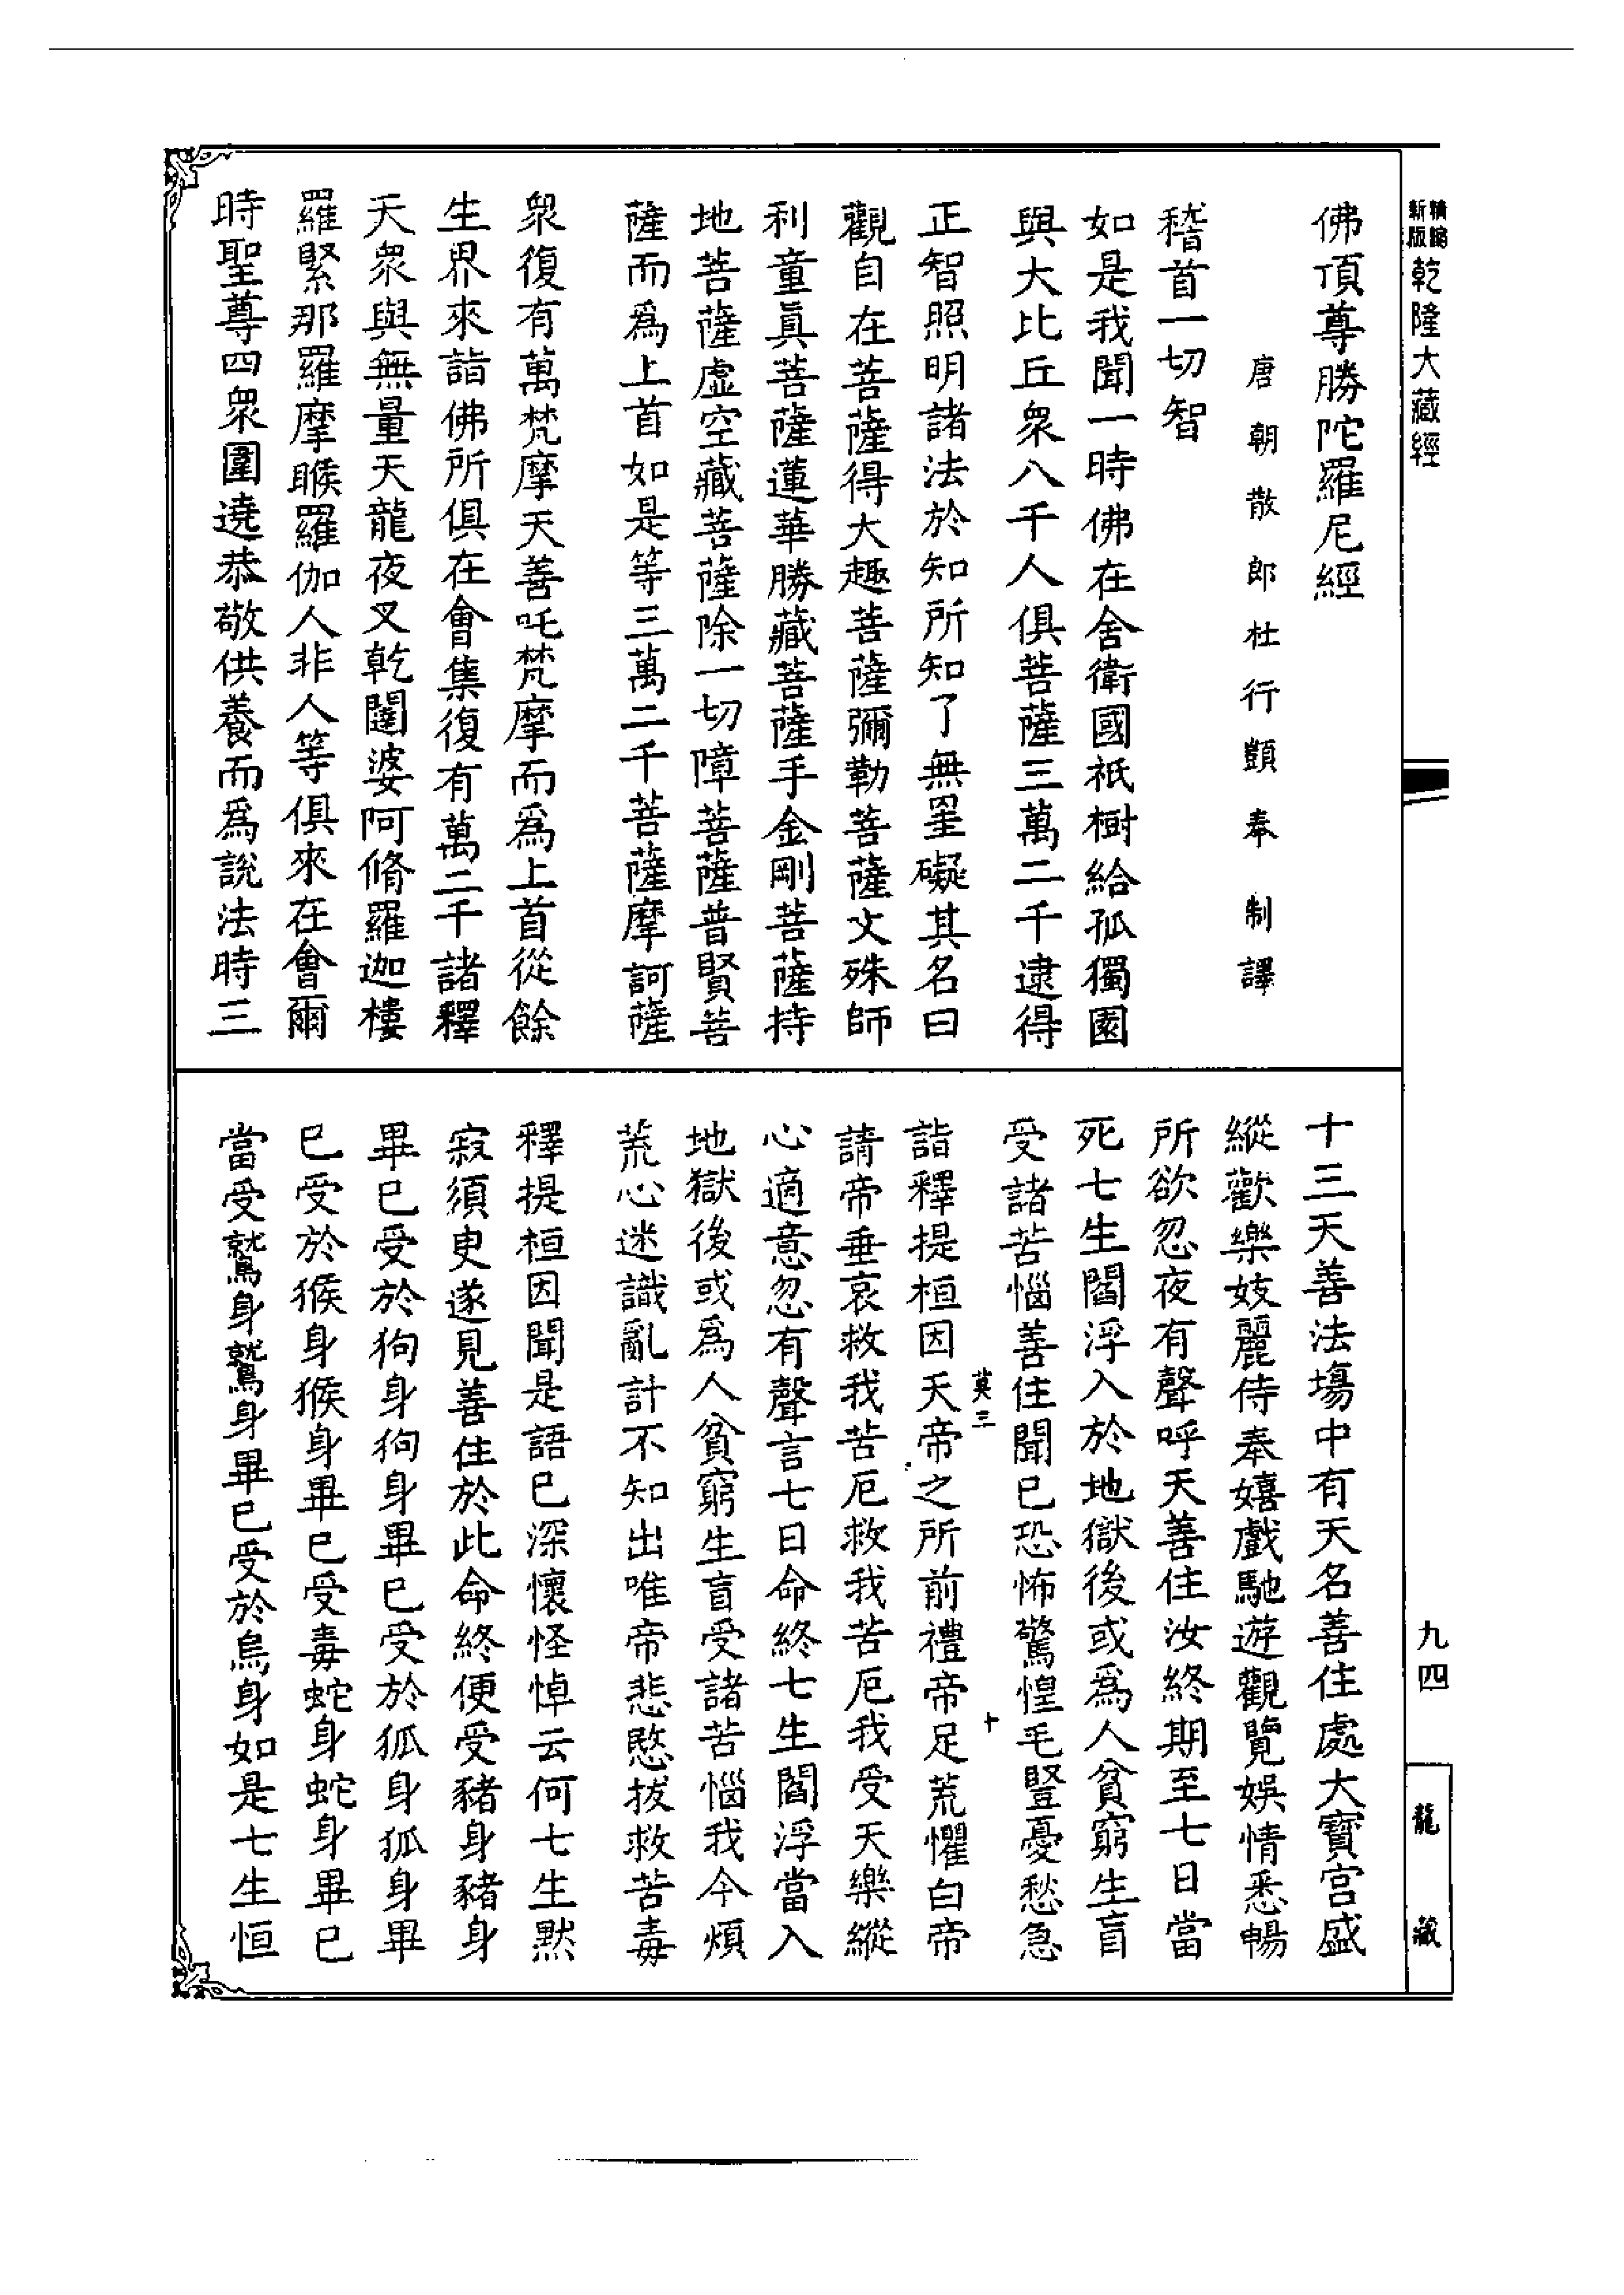 新版精縮乾隆大藏經
佛頂尊勝陀羅尼經
唐朝散郎杜行顗奉制譯
稽首一切智
如是我聞一時佛在舍衛國祇樹給孤獨園
與大比丘衆八千人俱菩薩三萬二千逮得
正智照明諸法於知所知了無罣礙其名曰
觀自在菩薩得大趣菩薩彌勒菩薩文殊師
利童眞菩薩蓮華勝藏菩薩手金剛菩薩持
地菩薩虛空藏菩薩除一切障菩薩普賢菩
薩而爲上首如是等三萬二千菩薩摩訶薩
衆復有萬梵摩天善吒梵摩而爲上首從餘
生界來詣佛所俱在會集復有萬二千諸釋
天衆與無量天龍夜叉乾闥婆阿脩羅迦樓
羅緊那羅摩睺羅伽人非人等俱來在會爾
時聖尊四衆圍遶恭敬供養而爲說法時三
十三天善法塲中有天名善住處大寶宮盛
縱歡樂妓麗侍奉嬉戲馳遊觀覽娛情悉暢
所欲忽夜有聲呼天善住汝終期至七日當
死七生閻浮入於地獄後或爲人貧窮生盲
受諸苦惱善住聞已恐怖驚惶毛豎憂愁急
莫三 十
詣釋提桓因天帝之所前禮帝足荒懼白帝
請帝垂哀救我苦厄救我苦厄我受天樂縱
心適意忽有聲言七日命終七生閻浮當入
地獄後或爲人貧窮生盲受諸苦惱我今煩
荒心迷識亂計不知出唯帝悲愍拔救苦毒
釋提桓因聞是語已深懷怪悼云何七生默
寂須臾遂見善住於此命終便受豬身豬身
畢已受於狗身狗身畢已受於狐身狐身畢
已受於猴身猴身畢已受毒蛇身蛇身畢已
當受鷲身鷲身畢已受於烏身如是七生恒
九四
龍藏